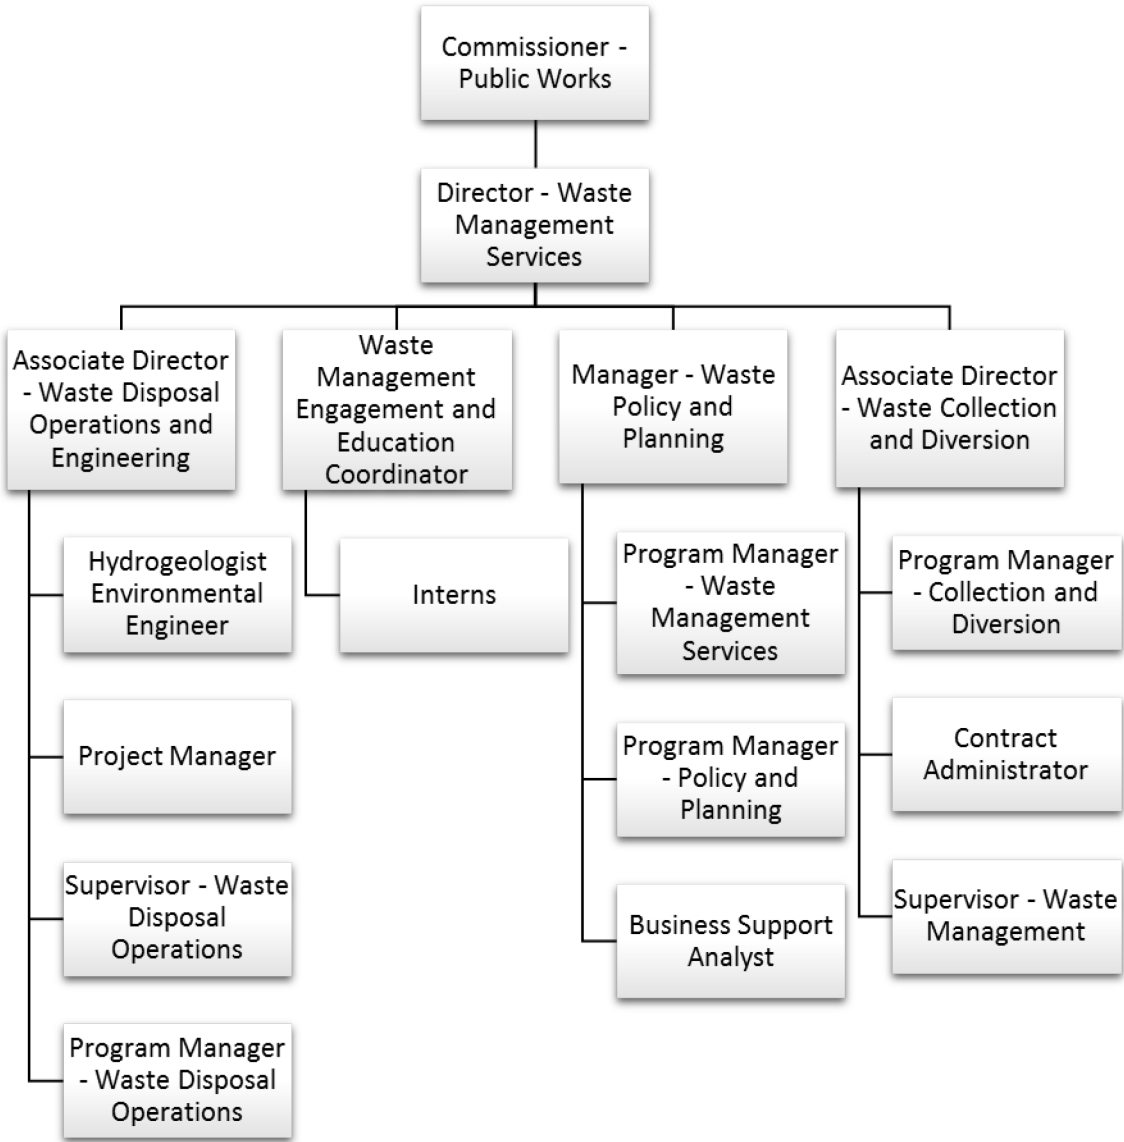 Commissioner -
Public Works
Director - Waste
Management
Services
Associate Director
- Waste Disposal
Operations and
Engineering
Waste
Management
Engagement and
Education
Coordinator
Manager - Waste
Policy and
Planning
Associate Director
- Waste Collection
and Diversion
Hydrogeologist
Environmental
Engineer
Project Manager
Supervisor - Waste
Disposal
Operations
Program Manager
- Waste Disposal
Operations
Interns
Program Manager
- Waste
Management
Services
Program Manager
- Policy and
Planning
Business Support
Analyst
Program Manager
- Collection and
Diversion
Contract
Administrator
Supervisor - Waste
Management